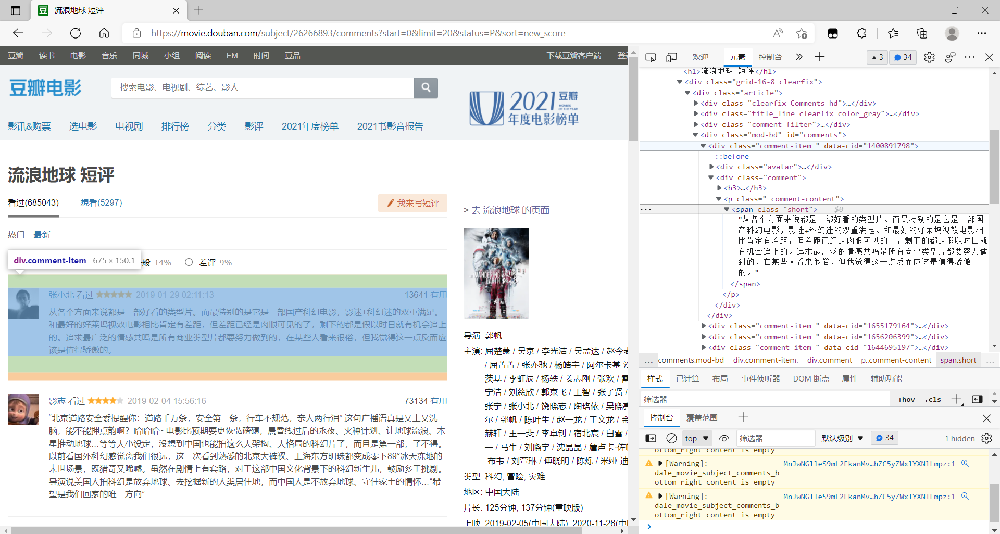 流浪地球 短评
https://movie.douban.com/subject/26266893/comments?start=0&limit=20&status=P&sort=new_score
豆瓣 读书 电影 音乐 同城 小组 阅读 FM 时间 豆品 下载豆瓣客户端
豆瓣电影
搜索电影、电视剧、综艺、影人
2021 豆瓣
MOVIES OF THE YEAR
年度电影榜单
影讯&购票 选电影 电视剧 排行榜 分类 影评 2021年度榜单 2021书影音报告
流浪地球 短评
看过(685043) 想看(5297) 我来写短评
热门 最新
div.comment-item 675 × 150.1
般 14% 差评 9%
张小北 看过 2019-01-29 02:11:13 13641 有用
从各个方面来说都是一部好看的类型片。而最特别的是它是一部国产科幻电影，影迷+科幻迷的双重满足。
和最好的好莱坞视效电影相比肯定有差距，但差距已经是肉眼可见的了，剩下的都是假以时日就有机会追上
的。追求最广泛的情感共鸣是所有商业类型片都要努力做到的，在某些人看来很俗，但我觉得这一点反而应
该是值得骄傲的。
影志 看过 2019-02-04 15:56:16 73134 有用
“北京道路安全委提醒你：道路千万条，安全第一条，行车不规范，亲人两行泪” 这句广播语真是又土又洗
脑，能不能押点韵啊？哈哈哈~ 电影比预期要更恢弘磅礴，晨昏线过后的永夜、火种计划、让地球流浪、木
星推动地球…等等大小设定，没想到中国也能拍这么大架构、大格局的科幻片了，而且是第一部，了不得。
以前看国外科幻感觉离我们很远，这一次看到熟悉的北京大裤衩、上海东方明珠都变成零下89°冰天冻地的
末世场景，既猎奇又唏嘘。虽然在剧情上有套路，对于这部中国文化背景下的科幻新生儿，鼓励多于挑剔。
导演说美国人拍科幻是放弃地球、去挖掘新的人类居住地，而中国人是不放弃地球、守住家土的情怀…“希
望是我们回家的唯一方向”
> 去 流浪地球 的页面
THE WANDERING EARTH
导演: 郭帆
主演: 屈楚萧 / 吴京 / 李光洁 / 吴孟达 / 赵今麦
/ 屈菁菁 / 张亦驰 / 杨皓宇 / 阿尔卡基·
茨基 / 李虹辰 / 杨轶 / 姜志刚 / 张欢 / 雷
宁浩 / 刘慈欣 / 郭京飞 / 王智 / 张子贤 /
张宁 / 张小北 / 饶晓志 / 陶珞依 / 吴晓亮
尔 / 郭帆 / 陈叶生 / 赵一龙 / 于文龙 / 金
赫轩 / 王一斐 / 李卓钊 / 宿北宸 / 白雪 /
一 / 马牛 / 刘晓宇 / 沈晶晶 / 詹卢卡·佐
·布韦 / 刘萱琳 / 傅晓明 / 陈烁 / 米娅·迪
类型: 科幻, 冒险, 灾难
地区: 中国大陆
片长: 125分钟, 137分钟(重映版)
上映: 2019-02-05(中国大陆), 2020-11-26(中
欢迎 元素 控制台 3 34
<h1>流浪地球 短评</h1>
<div class="grid-16-8 clearfix">
<div class="article">
<div class="clearfix Comments-hd">…</div>
<div class="title_line clearfix color_gray">…</div>
<div class="comment-filter">…</div>
<div class="mod-bd" id="comments">
<div class="comment-item " data-cid="1400891798">
::before
<div class="avatar">…</div>
<div class="comment">
<h3>…</h3>
<p class=" comment-content">
<span class="short"> == $0
"从各个方面来说都是一部好看的类型片。而最特别的是它是一部国
产科幻电影，影迷+科幻迷的双重满足。和最好的好莱坞视效电影相
比肯定有差距，但差距已经是肉眼可见的了，剩下的都是假以时日就
有机会追上的。追求最广泛的情感共鸣是所有商业类型片都要努力做
到的，在某些人看来很俗，但我觉得这一点反而应该是值得骄傲
的。"
</span>
</p>
</div>
</div>
<div class="comment-item " data-cid="1655179164">…</div>
<div class="comment-item " data-cid="1656206399">…</div>
<div class="comment-item " data-cid="1644695197">…</div>
... comments.mod-bd div.comment-item. div.comment p..comment-content span.short ...
样式 已计算 布局 事件侦听器 DOM 断点 属性 辅助功能
筛选器 :hov .cls
控制台 覆盖范围
top 筛选器 默认级别 34 1 hidden
ottom_right content is empty
[Warning]: MnJwNGlleS9mL2FkanMv…hZC5yZWxlYXNlLmpz:1
dale_movie_subject_comments_b
ottom_right content is empty
[Warning]: MnJwNGlleS9mL2FkanMv…hZC5yZWxlYXNlLmpz:1
dale_movie_subject_comments_b
ottom_right content is empty